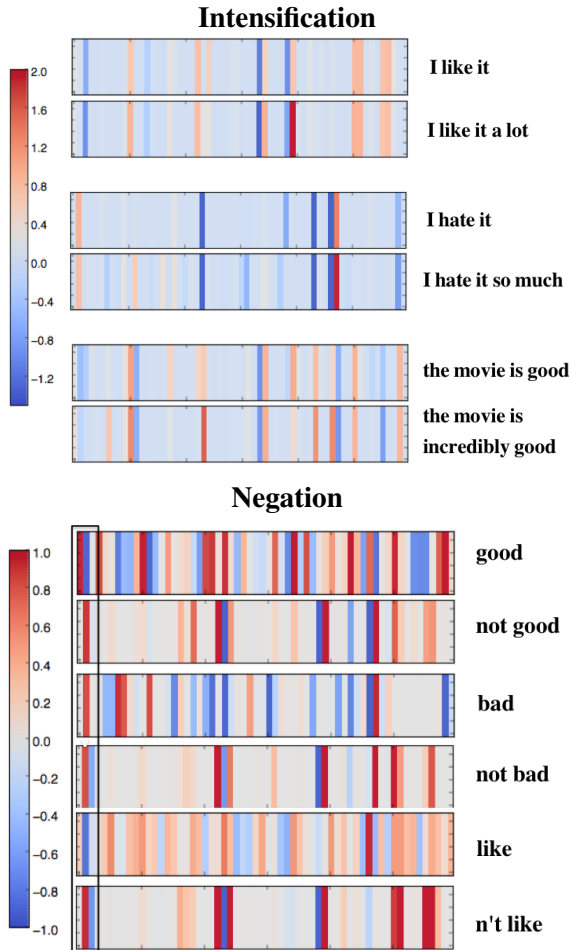 Intensification
2.0
1.6
1.2
0.8
0.4
0.0
−0.4
−0.8
−1.2
I like it
I like it a lot
I hate it
I hate it so much
the movie is good
the movie is
incredibly good
Negation
1.0
0.8
0.6
0.4
0.2
0.0
−0.2
−0.4
−0.6
−0.8
−1.0
good
not good
bad
not bad
like
n't like